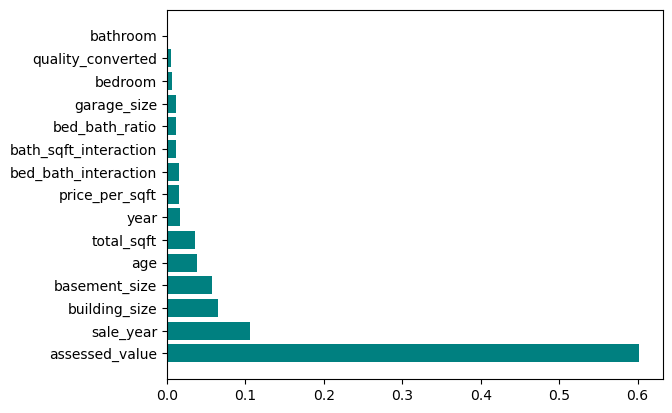 bathroom
quality_converted
bedroom
garage_size
bed_bath_ratio
bath_sqft_interaction
bed_bath_interaction
price_per_sqft
year
total_sqft
age
basement_size
building_size
sale_year
assessed_value
0.0 0.1 0.2 0.3 0.4 0.5 0.6